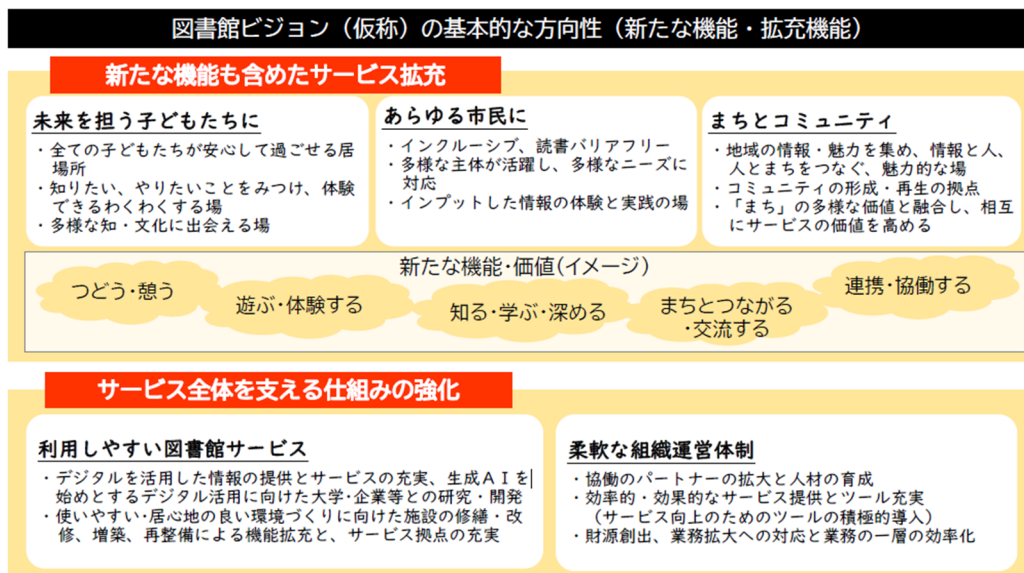 図書館ビジョン（仮称）の基本的な方向性（新たな機能・拡充機能）
新たな機能も含めたサービス拡充
未来を担う子どもたちに
・全ての子どもたちが安心して過ごせる居
場所
・知りたい、やりたいことをみつけ、体験
できるわくわくする場
・多様な知・文化に出会える場
あらゆる市民に
・インクルーシブ、読書バリアフリー
・多様な主体が活躍し、多様なニーズに
対応
・インプットした情報の体験と実践の場
まちとコミュニティ
・地域の情報・魅力を集め、情報と人、
人とまちをつなぐ、魅力的な場
・コミュニティの形成・再生の拠点
・「まち」の多様な価値と融合し、相互
にサービスの価値を高める
新たな機能・価値(イメージ)
つどう・憩う
遊ぶ・体験する
知る・学ぶ・深める
まちとつながる
・交流する
連携・協働する
サービス全体を支える仕組みの強化
利用しやすい図書館サービス
・デジタルを活用した情報の提供とサービスの充実、生成ＡＩを
始めとするデジタル活用に向けた大学・企業等との研究・開発
・使いやすい・居心地の良い環境づくりに向けた施設の修繕・改
修、増築、再整備による機能拡充と、サービス拠点の充実
柔軟な組織運営体制
・協働のパートナーの拡大と人材の育成
・効率的・効果的なサービス提供とツール充実
（サービス向上のためのツールの積極的導入）
・財源創出、業務拡大への対応と業務の一層の効率化